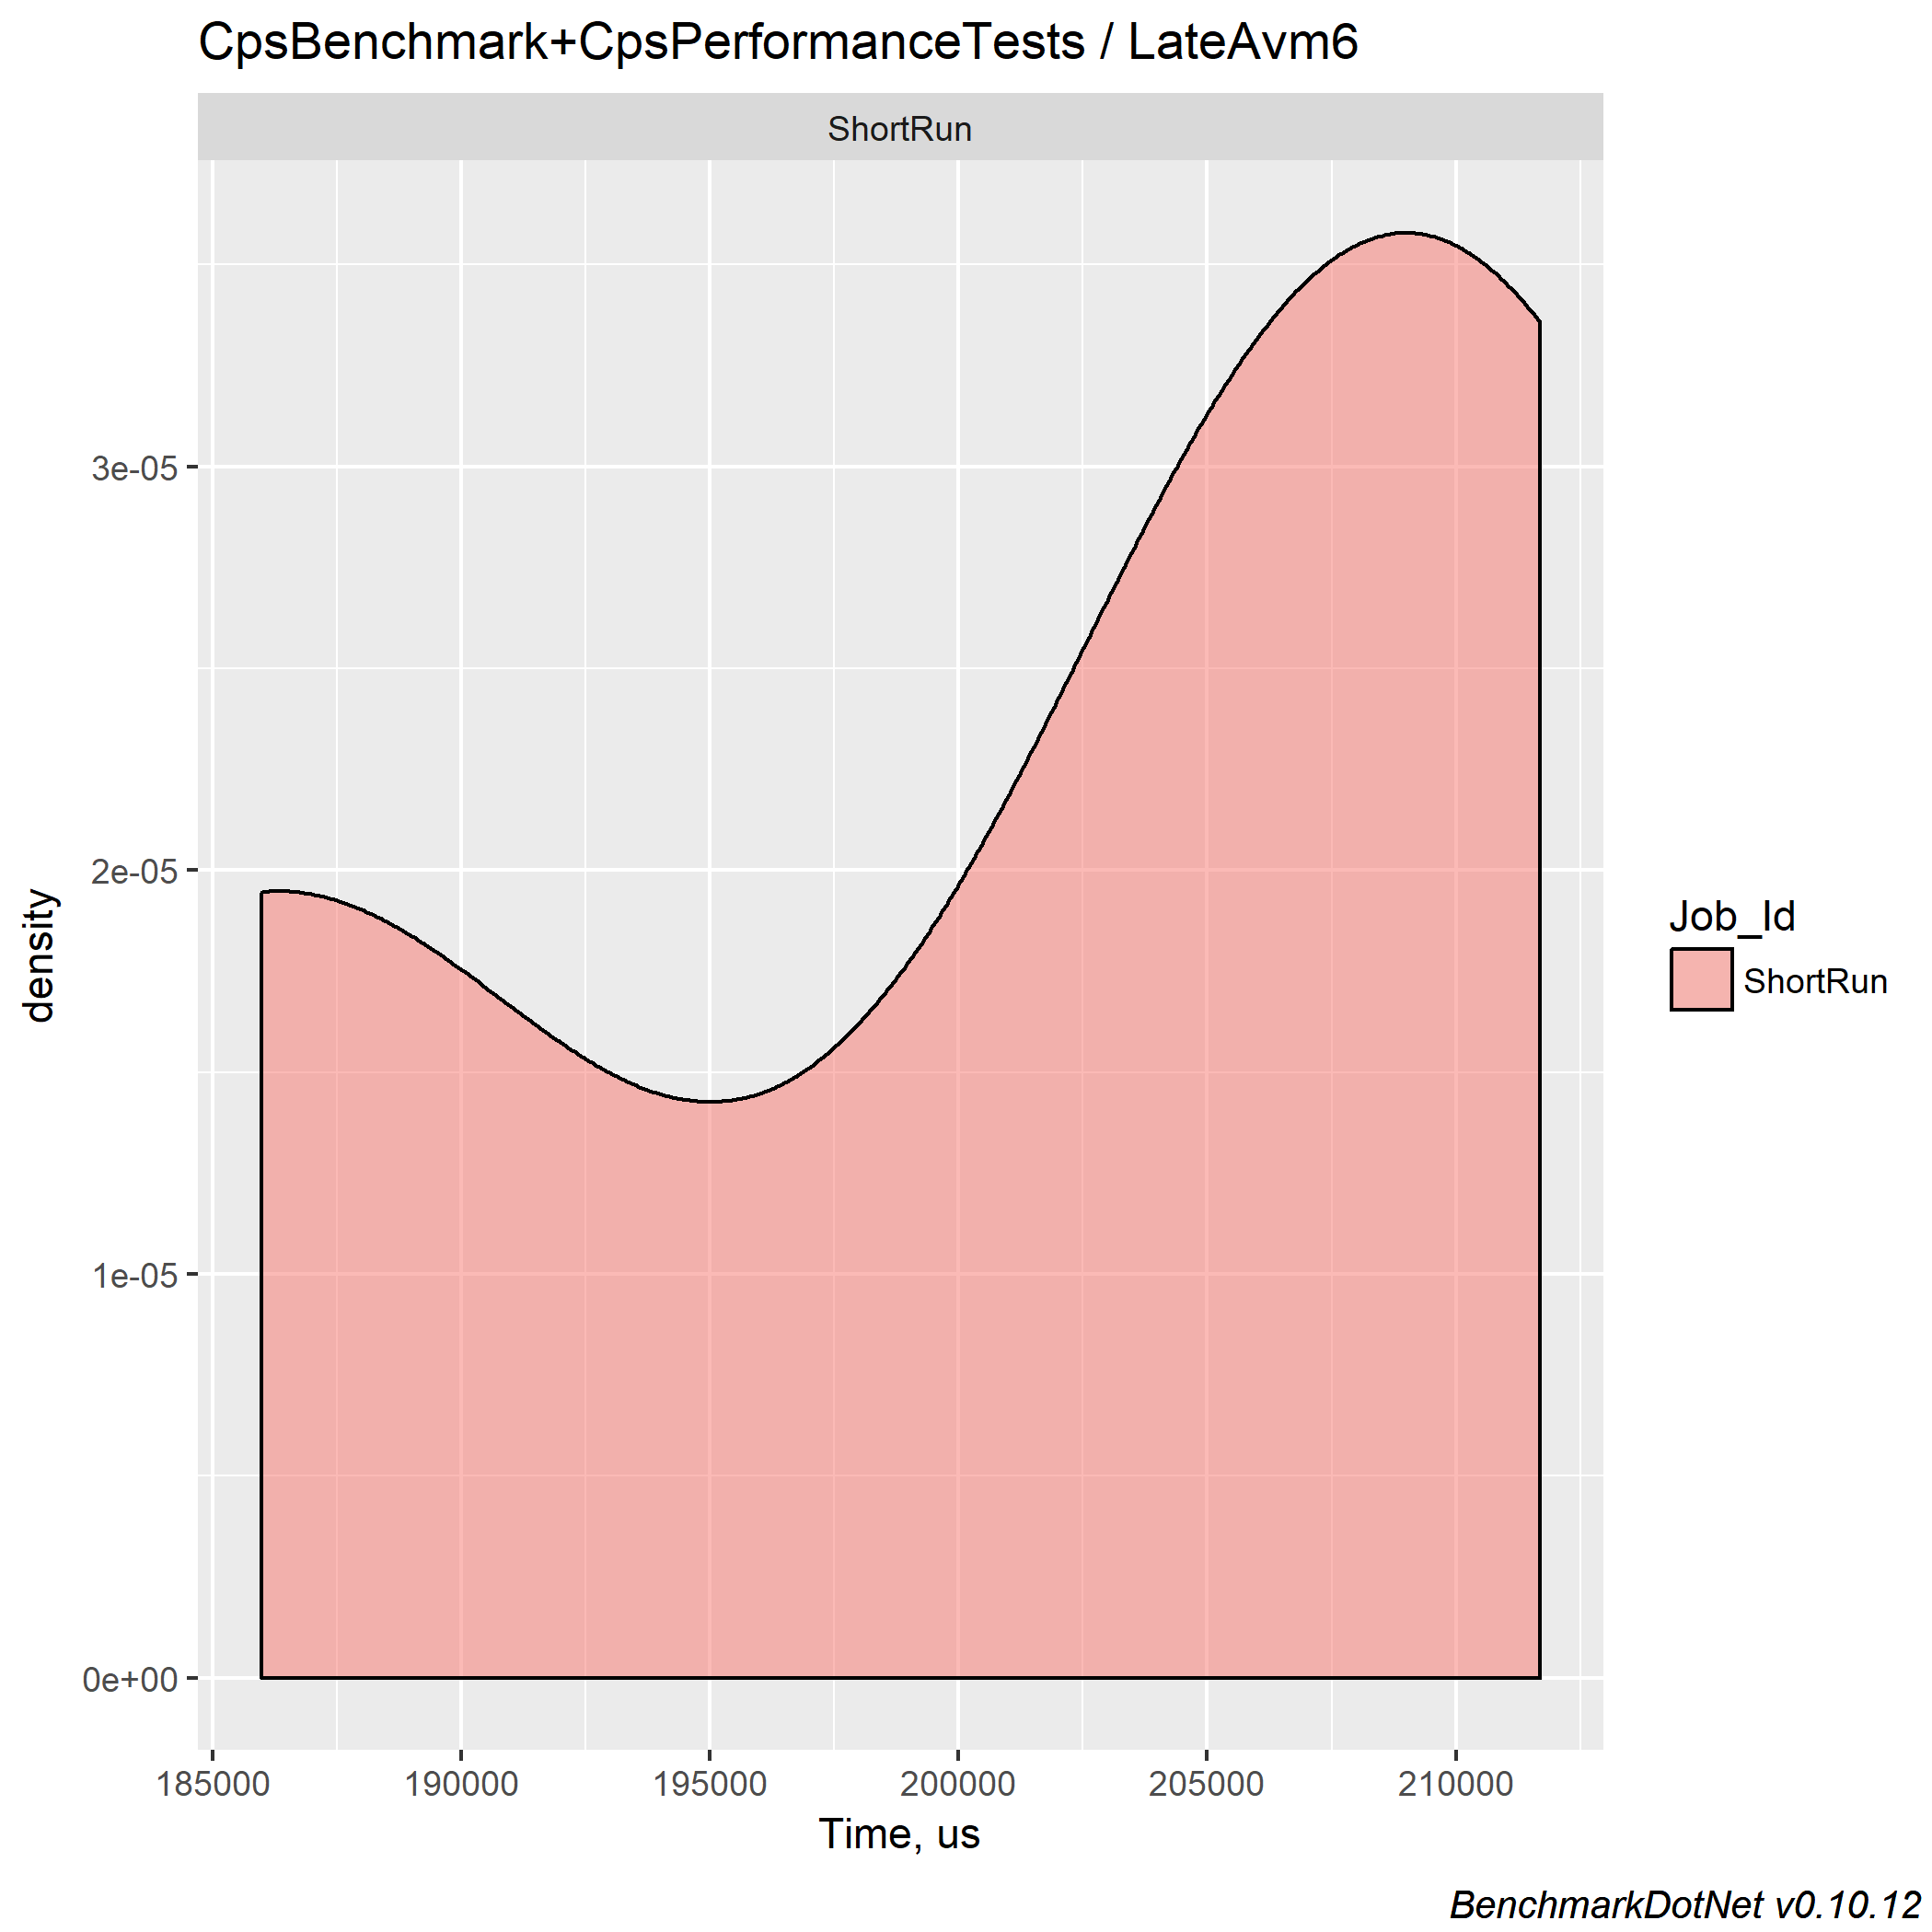 CpsBenchmark+CpsPerformanceTests / LateAvm6
ShortRun
3e-05
2e-05
1e-05
0e+00
density
185000 190000 195000 200000 205000 210000
Time, us
Job_Id
ShortRun
BenchmarkDotNet v0.10.12